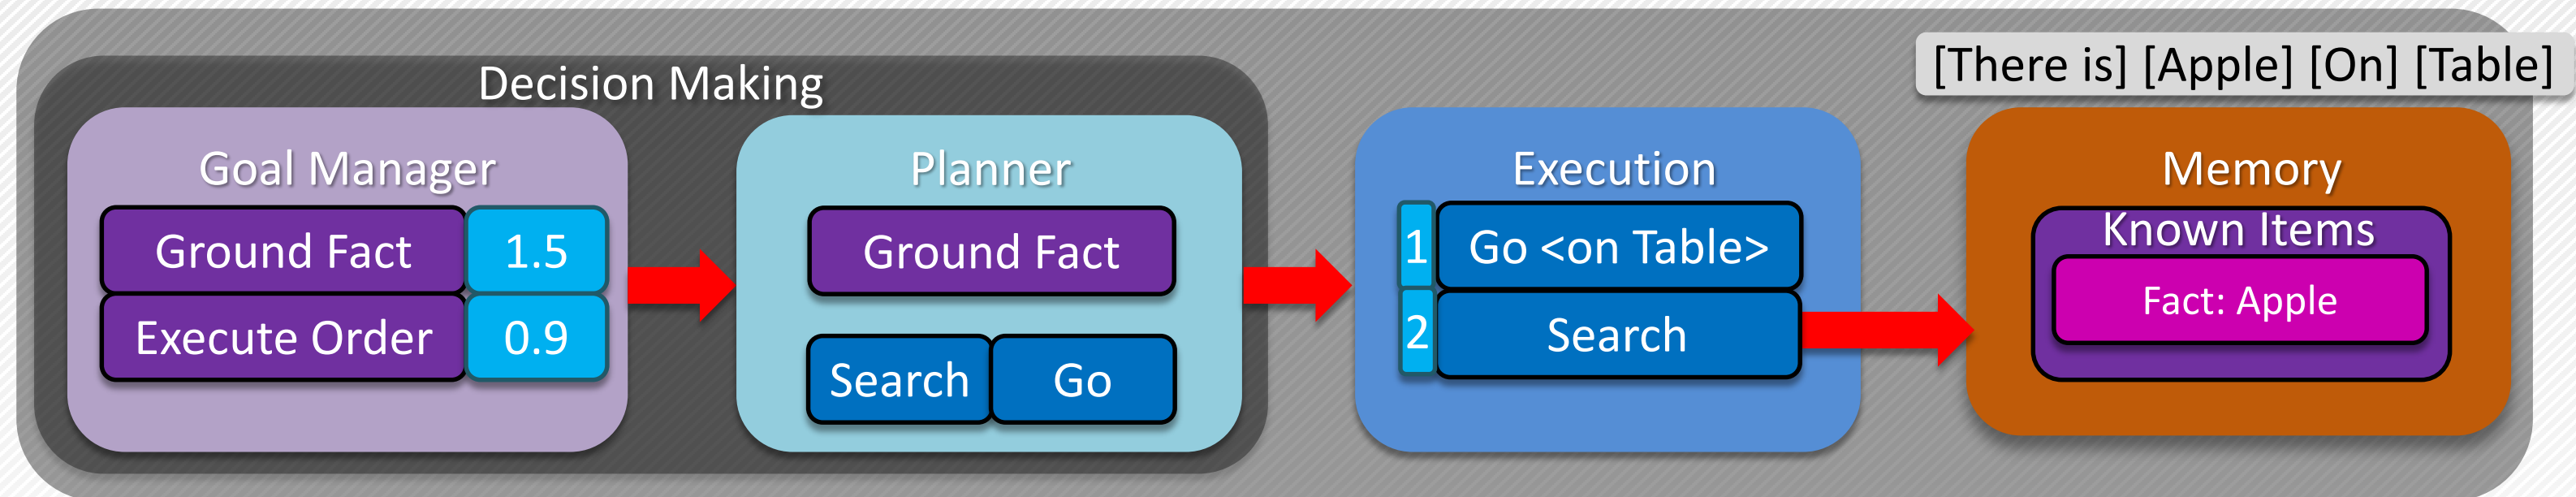 [There is] [Apple] [On] [Table]
Decision Making
Goal Manager
Ground Fact 1.5
Execute Order 0.9
Planner
Ground Fact
Search Go
Execution
1 Go <on Table>
2 Search
Memory
Known Items
Fact: Apple